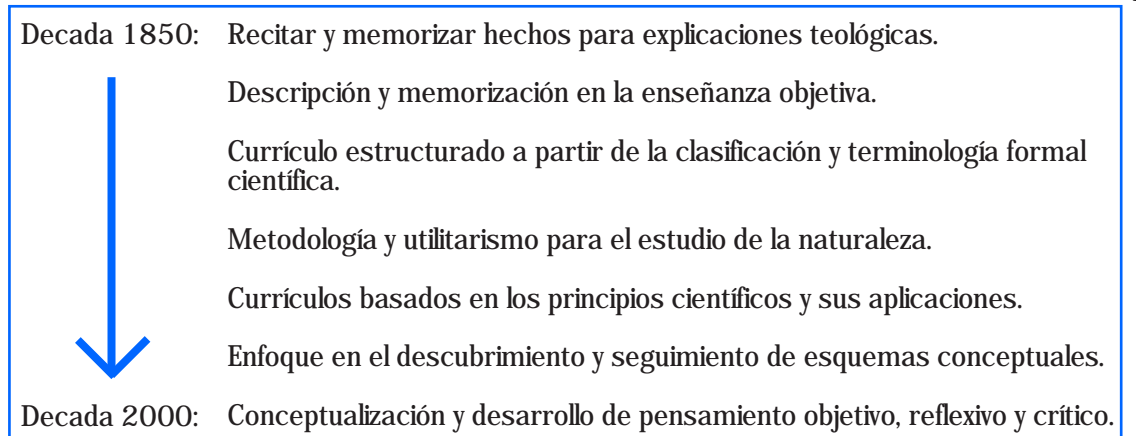 Decada 1850: Recitar y memorizar hechos para explicaciones teológicas.
Descripción y memorización en la enseñanza objetiva.
Currículo estructurado a partir de la clasificación y terminología formal
científica.
Metodología y utilitarismo para el estudio de la naturaleza.
Currículos basados en los principios científicos y sus aplicaciones.
Enfoque en el descubrimiento y seguimiento de esquemas conceptuales.
Decada 2000: Conceptualización y desarrollo de pensamiento objetivo, reflexivo y crítico.